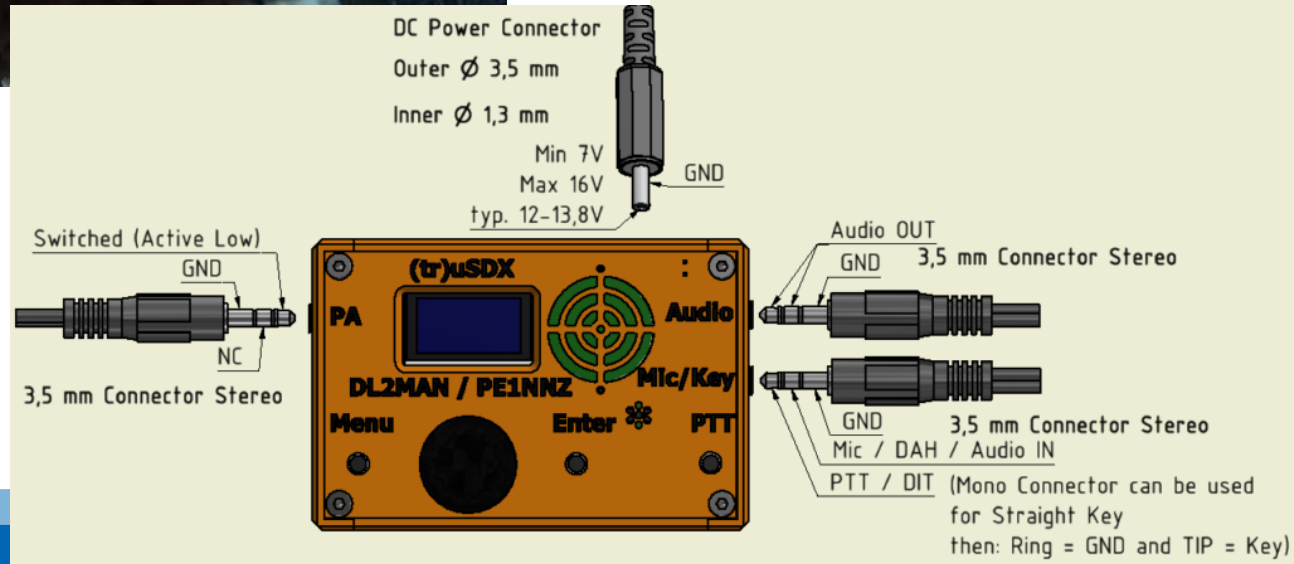 DC Power Connector
Outer Ø 3,5 mm
Inner Ø 1,3 mm
Min 7V
Max 16V
typ. 12-13,8V
GND
Switched (Active Low)
GND
NC
3,5 mm Connector Stereo
(tr)uSDX
:
PA
Audio
DL2MAN / PE1NNZ
Mic/Key
Menu
Enter
PTT
Audio OUT
GND
3,5 mm Connector Stereo
GND
3,5 mm Connector Stereo
Mic / DAH / Audio IN
PTT / DIT (Mono Connector can be used
for Straight Key
then: Ring = GND and TIP = Key)